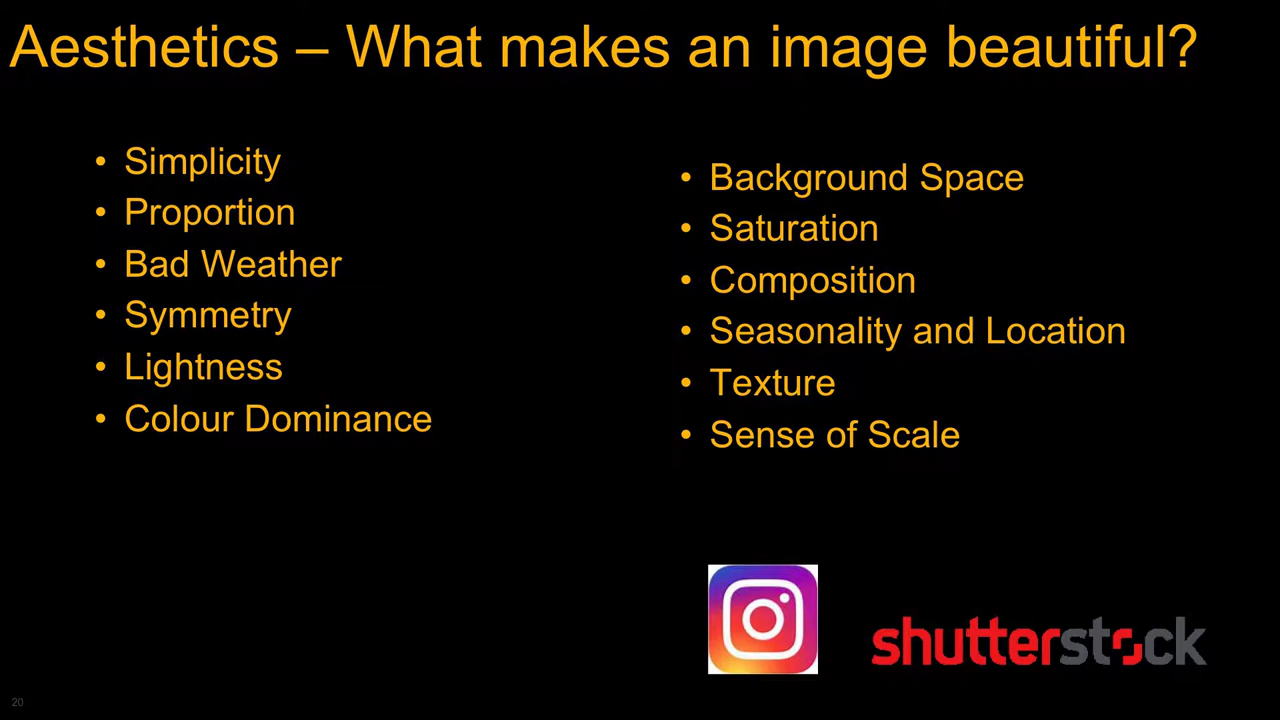 Aesthetics – What makes an image beautiful?
• Simplicity
• Proportion
• Bad Weather
• Symmetry
• Lightness
• Colour Dominance
• Background Space
• Saturation
• Composition
• Seasonality and Location
• Texture
• Sense of Scale
shutterstock
20